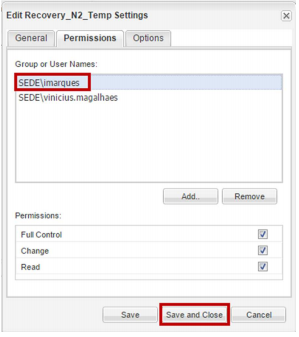 Edit Recovery_N2_Temp Settings
General Permissions Options
Group or User Names:
SEDE\imarques
SEDE\vinicius.magalhaes
Add.. Remove
Permissions:
Full Control
Change
Read
Save Save and Close Cancel